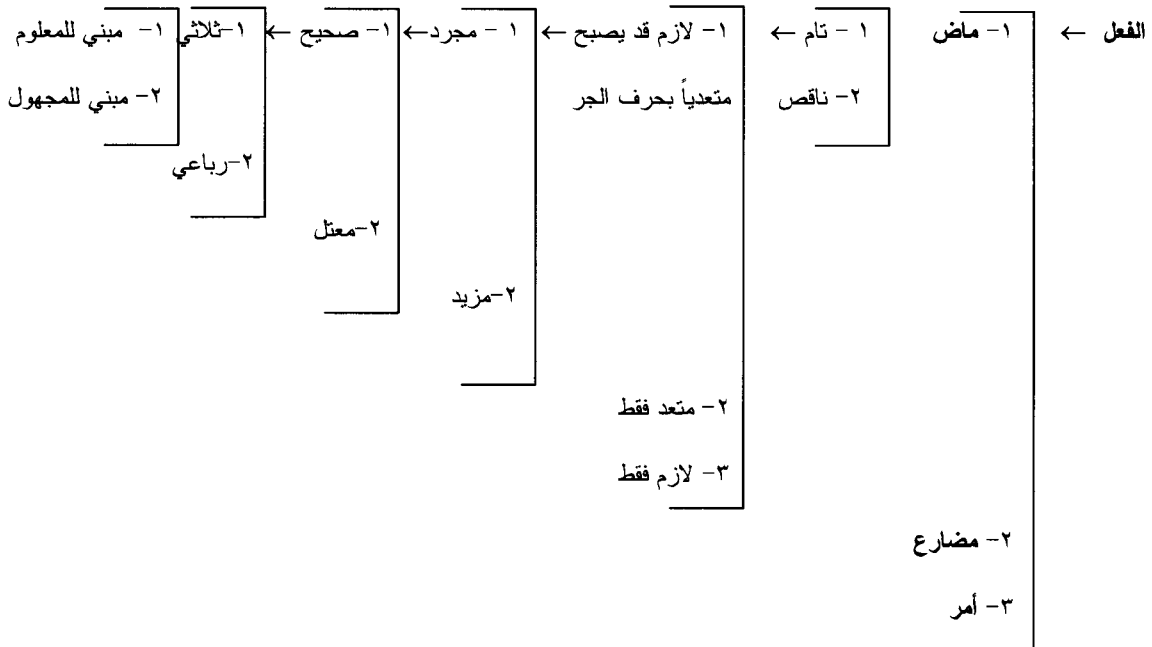 الفعل ← ١- ماض ١ - تام ← ١- لازم قد يصبح ← ١ - مجرد ← ١- صحيح ← ١-ثلاثي ١- مبني للمعلوم
٢- ناقص متعدياً بحرف الجر ٢- مبني للمجهول
٢-رباعي
٢-معتل
٢-مزيد
٢- متعد فقط
٣- لازم فقط
٢- مضارع
٣- أمر